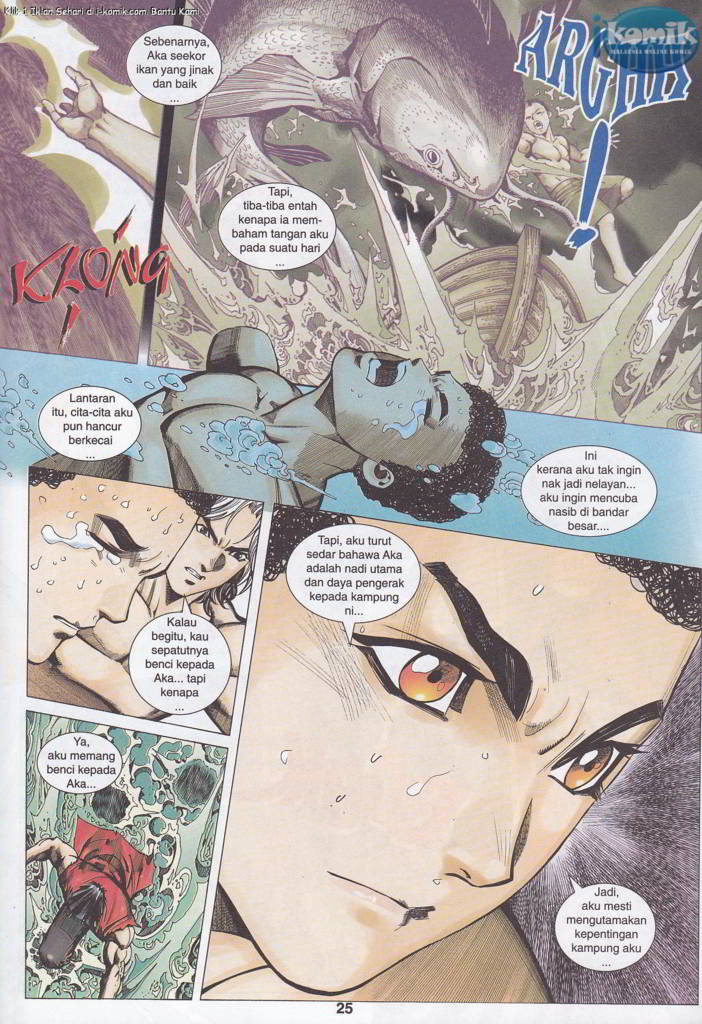 Klik 1 Iklan Sehari di i-komik.com. Bantu Kami
ikomik
MALAYSIA ONLINE KOMIK
Sebenarnya,
Aka seekor
ikan yang jinak
dan baik
...
ARGHH!
Tapi,
tiba-tiba entah
kenapa ia mem-
baham tangan aku
pada suatu hari
...
KLONG!
Lantaran
itu, cita-cita aku
pun hancur
berkecai
...
Ini
kerana aku tak ingin
nak jadi nelayan...
aku ingin mencuba
nasib di bandar
besar....
Tapi, aku turut
sedar bahawa Aka
adalah nadi utama
dan daya pengerak
kepada kampung
ni...
Kalau
begitu, kau
sepatutnya
benci kepada
Aka... tapi
kenapa
...
Ya,
aku memang
benci kepada
Aka...
Jadi,
aku mesti
mengutamakan
kepentingan
kampung aku
...
25